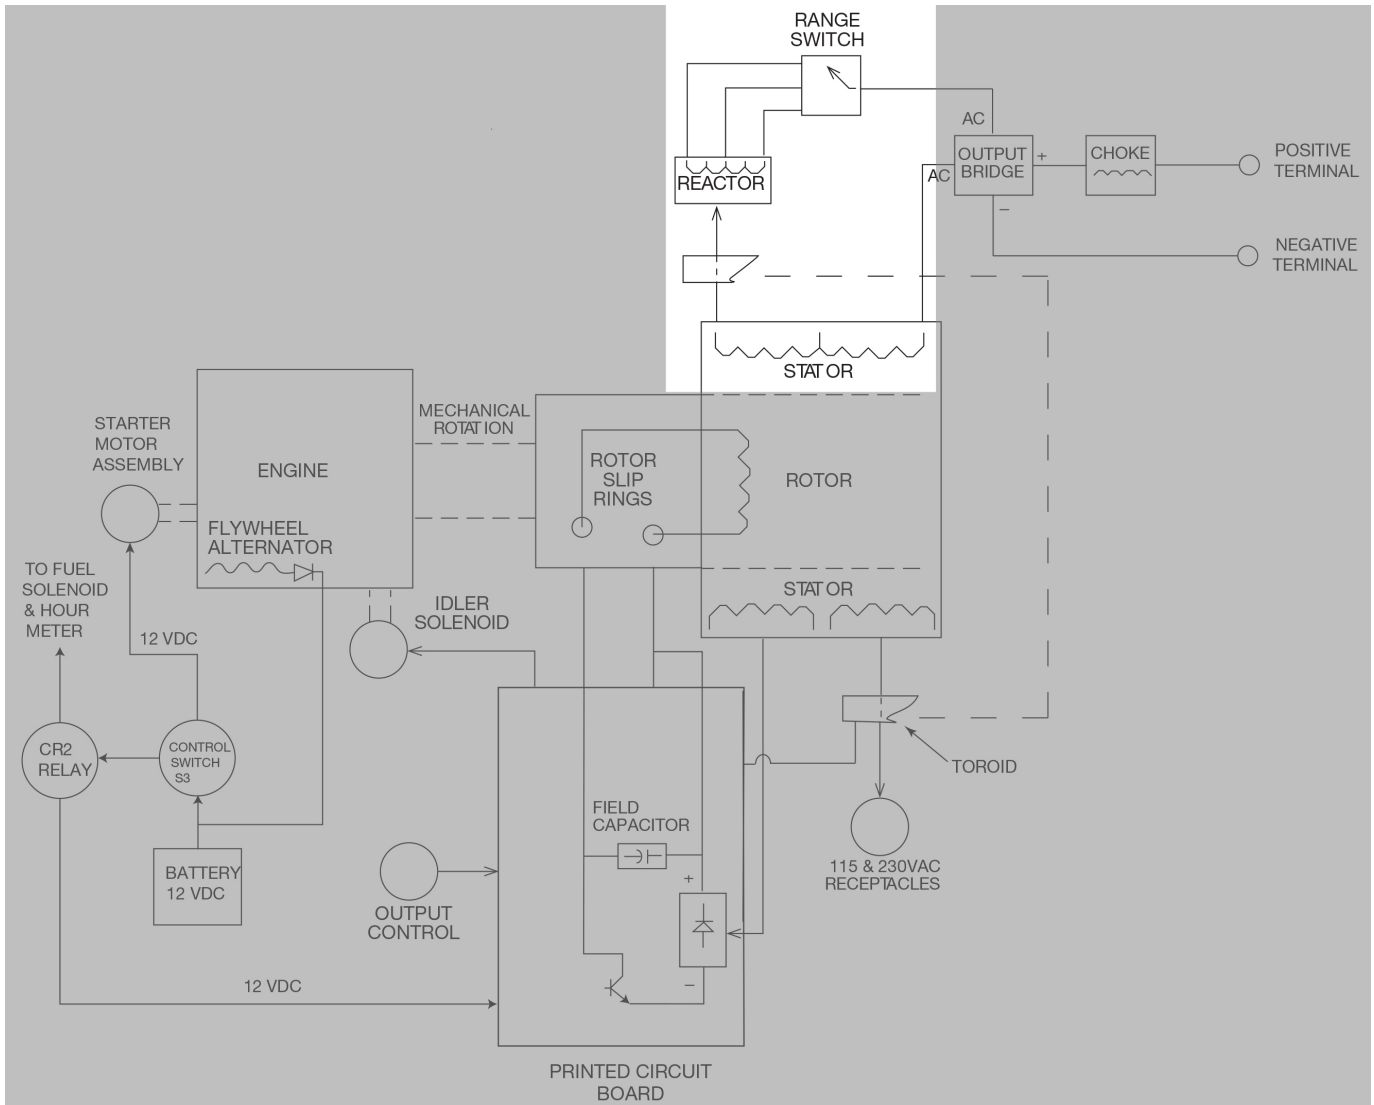 RANGE
SWITCH
AC
OUTPUT
BRIDGE
+
CHOKE
POSITIVE
TERMINAL
REACTOR
AC
−
NEGATIVE
TERMINAL
STATOR
MECHANICAL
ROTATION
STARTER
MOTOR
ASSEMBLY
ENGINE
ROTOR
SLIP
RINGS
ROTOR
FLYWHEEL
ALTERNATOR
TO FUEL
SOLENOID
& HOUR
METER
STATOR
IDLER
SOLENOID
12 VDC
CR2
RELAY
CONTROL
SWITCH
S3
TOROID
FIELD
CAPACITOR
BATTERY
12 VDC
+
115 & 230VAC
RECEPTACLES
OUTPUT
CONTROL
12 VDC
−
PRINTED CIRCUIT
BOARD